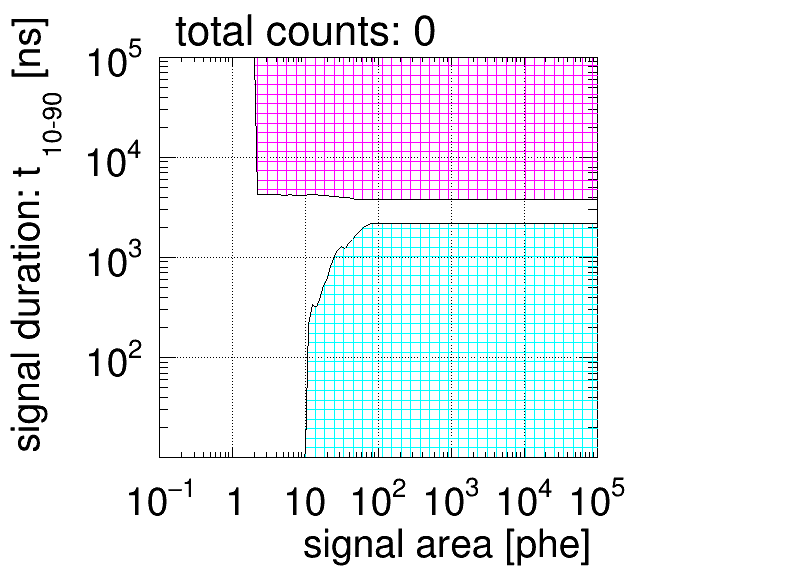 total counts: 0
signal duration: t 10-90 [ns]
10^5
10^4
10^3
10^2
10^−1 1 10 10^2 10^3 10^4 10^5
signal area [phe]